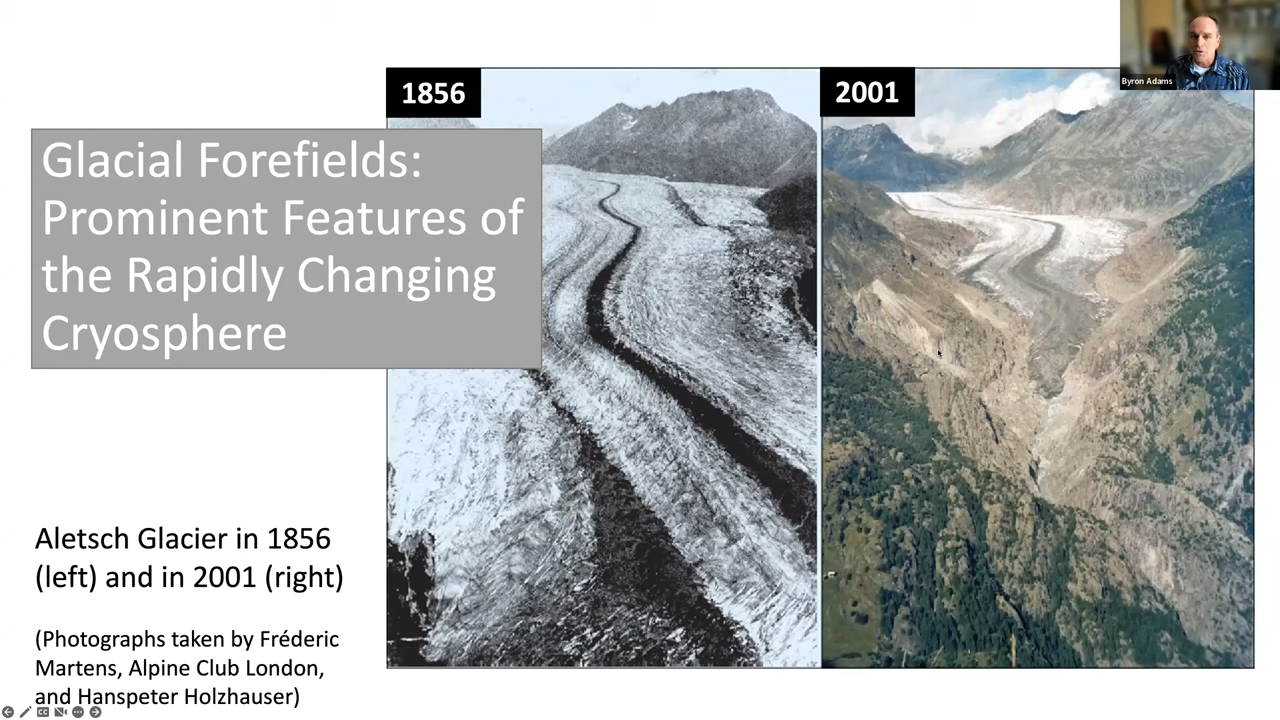 Byron Adams
1856
2001
Glacial Forefields:
Prominent Features of
the Rapidly Changing
Cryosphere
Aletsch Glacier in 1856
(left) and in 2001 (right)
(Photographs taken by Fréderic
Martens, Alpine Club London,
and Hanspeter Holzhauser)